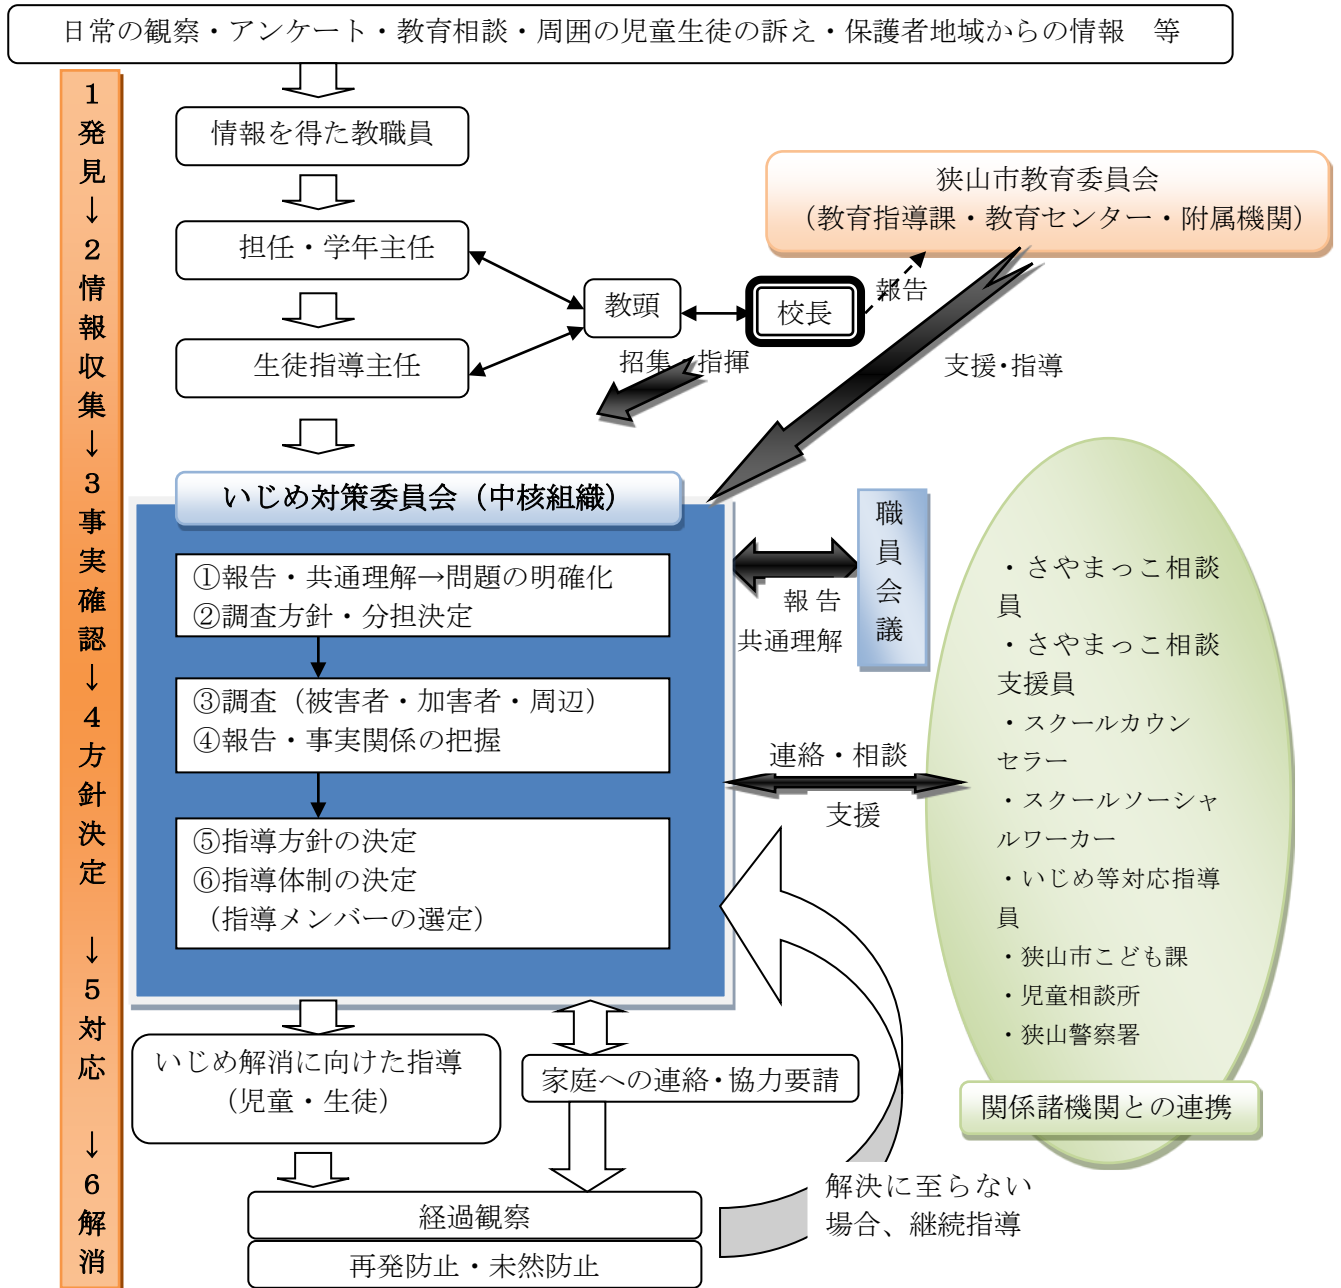 日常の観察・アンケート・教育相談・周囲の児童生徒の訴え・保護者地域からの情報　等
1発見↓2情報収集↓3事実確認↓4方針決定　↓5対応　↓6解消
情報を得た教職員
担任・学年主任
生徒指導主任
教頭
校長
報告
狭山市教育委員会
（教育指導課・教育センター・附属機関）
招集・指揮
支援・指導
いじめ対策委員会（中核組織）
①報告・共通理解→問題の明確化
②調査方針・分担決定
③調査（被害者・加害者・周辺）
④報告・事実関係の把握
⑤指導方針の決定
⑥指導体制の決定
（指導メンバーの選定）
職員会議
報 告
共通理解
連絡・相談
支援
・さやまっこ相談
員
・さやまっこ相談
支援員
・スクールカウン
セラー
・スクールソーシャ
ルワーカー
・いじめ等対応指導
員
・狭山市こども課
・児童相談所
・狭山警察署
関係諸機関との連携
いじめ解消に向けた指導
（児童・生徒）
家庭への連絡・協力要請
経過観察
再発防止・未然防止
解決に至らない
場合、継続指導